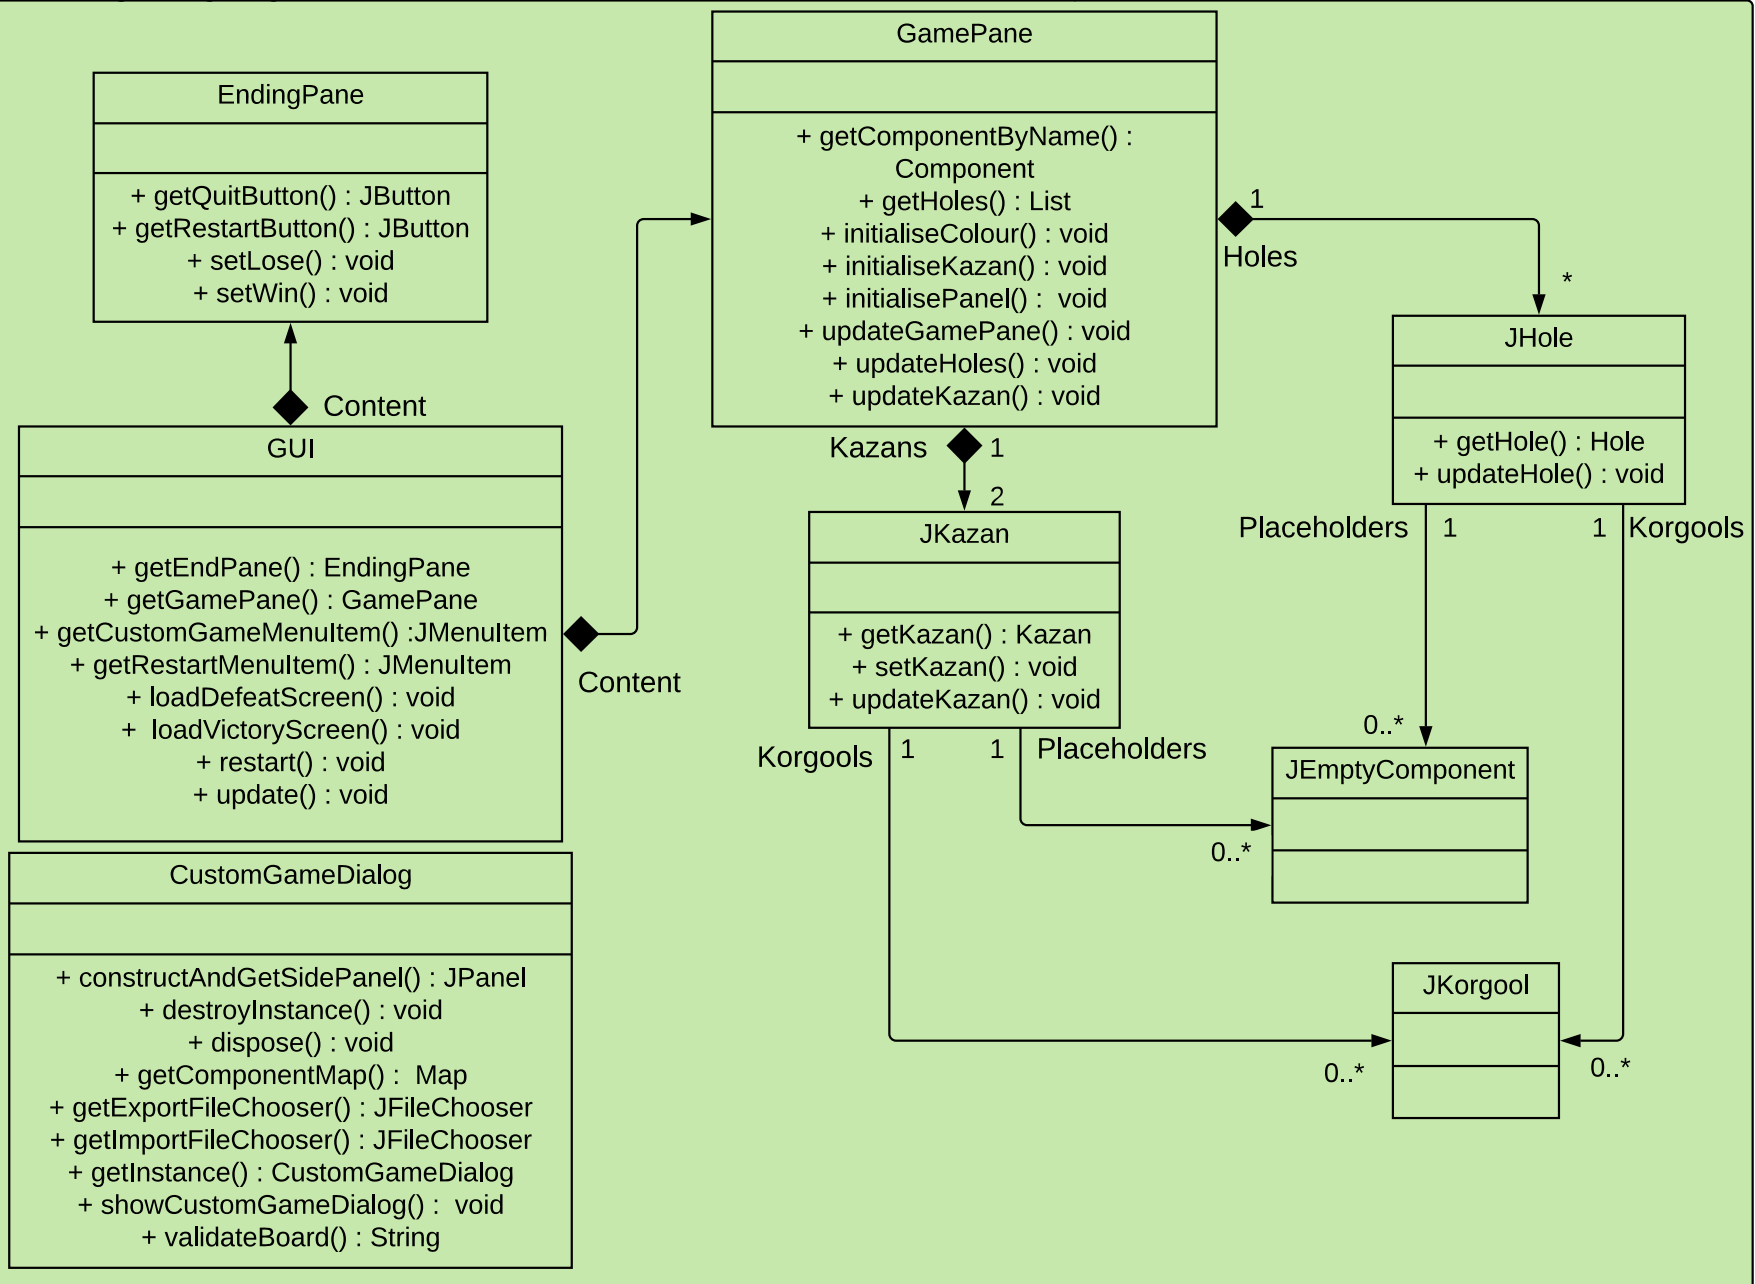 EndingPane
+ getQuitButton() : JButton
+ getRestartButton() : JButton
+ setLose() : void
+ setWin() : void
Content
GUI
+ getEndPane() : EndingPane
+ getGamePane() : GamePane
+ getCustomGameMenuItem() :JMenuItem
+ getRestartMenuItem() : JMenuItem
+ loadDefeatScreen() : void
+ loadVictoryScreen() : void
+ restart() : void
+ update() : void
Content
CustomGameDialog
+ constructAndGetSidePanel() : JPanel
+ destroyInstance() : void
+ dispose() : void
+ getComponentMap() : Map
+ getExportFileChooser() : JFileChooser
+ getImportFileChooser() : JFileChooser
+ getInstance() : CustomGameDialog
+ showCustomGameDialog() : void
+ validateBoard() : String
GamePane
+ getComponentByName() :
Component
+ getHoles() : List
+ initialiseColour() : void
+ initialiseKazan() : void
+ initialisePanel() : void
+ updateGamePane() : void
+ updateHoles() : void
+ updateKazan() : void
1
Holes
*
Kazans
1
2
JKazan
+ getKazan() : Kazan
+ setKazan() : void
+ updateKazan() : void
Korgools
1
1
Placeholders
0..*
0..*
JHole
+ getHole() : Hole
+ updateHole() : void
Placeholders
1
1
Korgools
0..*
JEmptyComponent
JKorgool
0..*